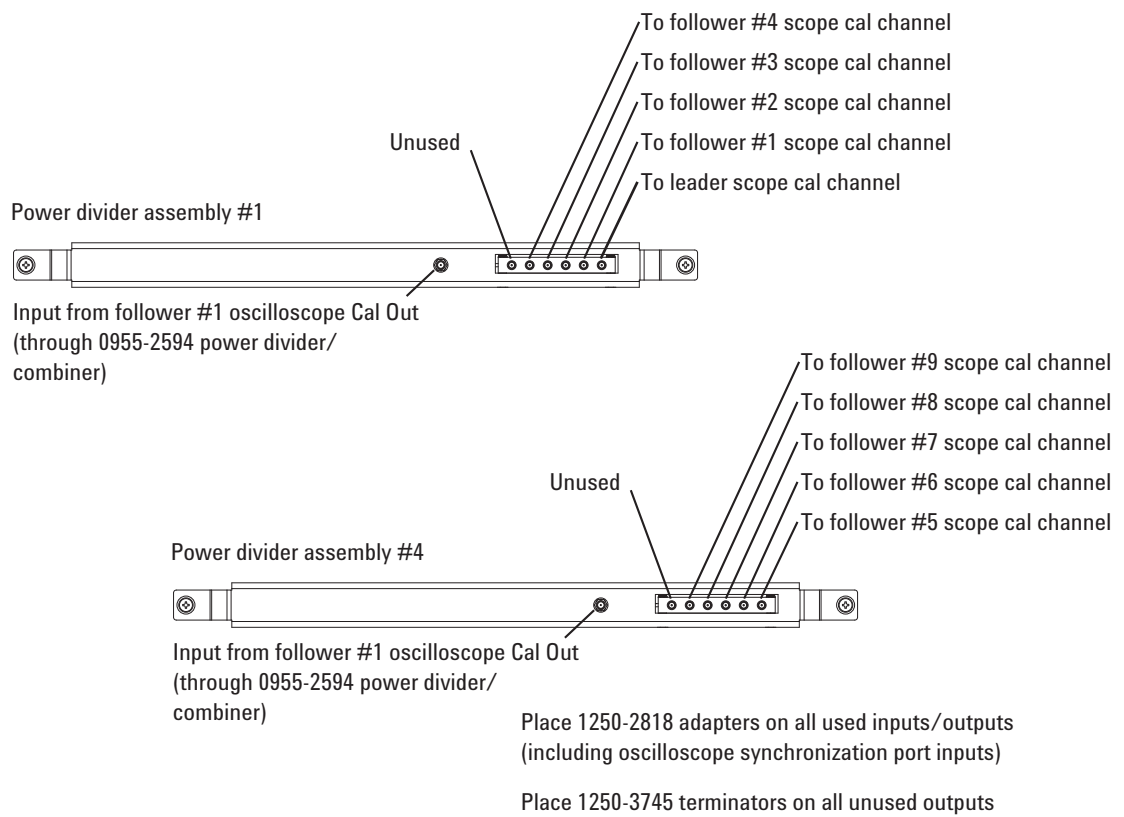 To follower #4 scope cal channel
To follower #3 scope cal channel
To follower #2 scope cal channel
Unused
To follower #1 scope cal channel
To leader scope cal channel
Power divider assembly #1
Input from follower #1 oscilloscope Cal Out
(through 0955-2594 power divider/
combiner)
To follower #9 scope cal channel
To follower #8 scope cal channel
To follower #7 scope cal channel
Unused
To follower #6 scope cal channel
To follower #5 scope cal channel
Power divider assembly #4
Input from follower #1 oscilloscope Cal Out
(through 0955-2594 power divider/
combiner)
Place 1250-2818 adapters on all used inputs/outputs
(including oscilloscope synchronization port inputs)
Place 1250-3745 terminators on all unused outputs